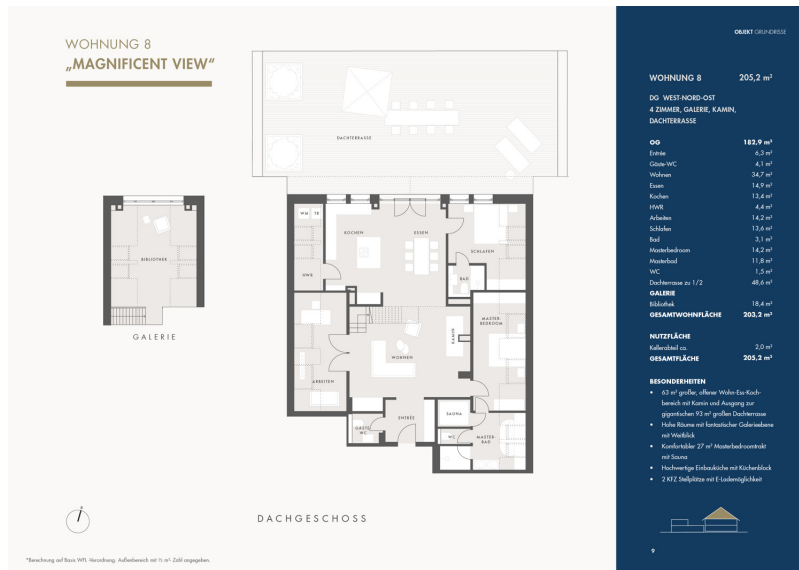 WOHNUNG 8
„MAGNIFICENT VIEW“
DACHTERRASSE
WM TR
KOCHEN
ESSEN
SCHLAFEN
HWR
BAD
BIBLIOTHEK
GALERIE
MASTER-
BEDROOM
KAMIN
WOHNEN
ARBEITEN
SAUNA
ENTRÉE
GÄSTE
WC
WC
MASTER-
BAD
DACHGESCHOSS
*Berechnung auf Basis WFL -Verordnung. Außenbereich mit ½ m²- Zahl angegeben.
OBJEKT GRUNDRISSE
WOHNUNG 8 205,2 m²
DG WEST-NORD-OST
4 ZIMMER, GALERIE, KAMIN,
DACHTERRASSE
OG 182,9 m²
Entrée 6,3 m²
Gäste-WC 4,1 m²
Wohnen 34,7 m²
Essen 14,9 m²
Kochen 13,4 m²
HWR 4,4 m²
Arbeiten 14,2 m²
Schlafen 13,6 m²
Bad 3,1 m²
Masterbedroom 14,2 m²
Masterbad 11,8 m²
WC 1,5 m²
Dachterrasse zu 1/2 48,6 m²
GALERIE
Bibliothek 18,4 m²
GESAMTWOHNFLÄCHE 203,2 m²
NUTZFLÄCHE
Kellerabteil ca. 2,0 m²
GESAMTFLÄCHE 205,2 m²
BESONDERHEITEN
• 63 m² großer, offener Wohn-Ess-Koch-
bereich mit Kamin und Ausgang zur
gigantischen 93 m² großen Dachterrasse
• Hohe Räume mit fantastischer Galerieebene
mit Weitblick
• Komfortabler 27 m² Masterbedroomtrakt
mit Sauna
• Hochwertige Einbauküche mit Küchenblock
• 2 KFZ Stellplätze mit E-Lademöglichkeit
9